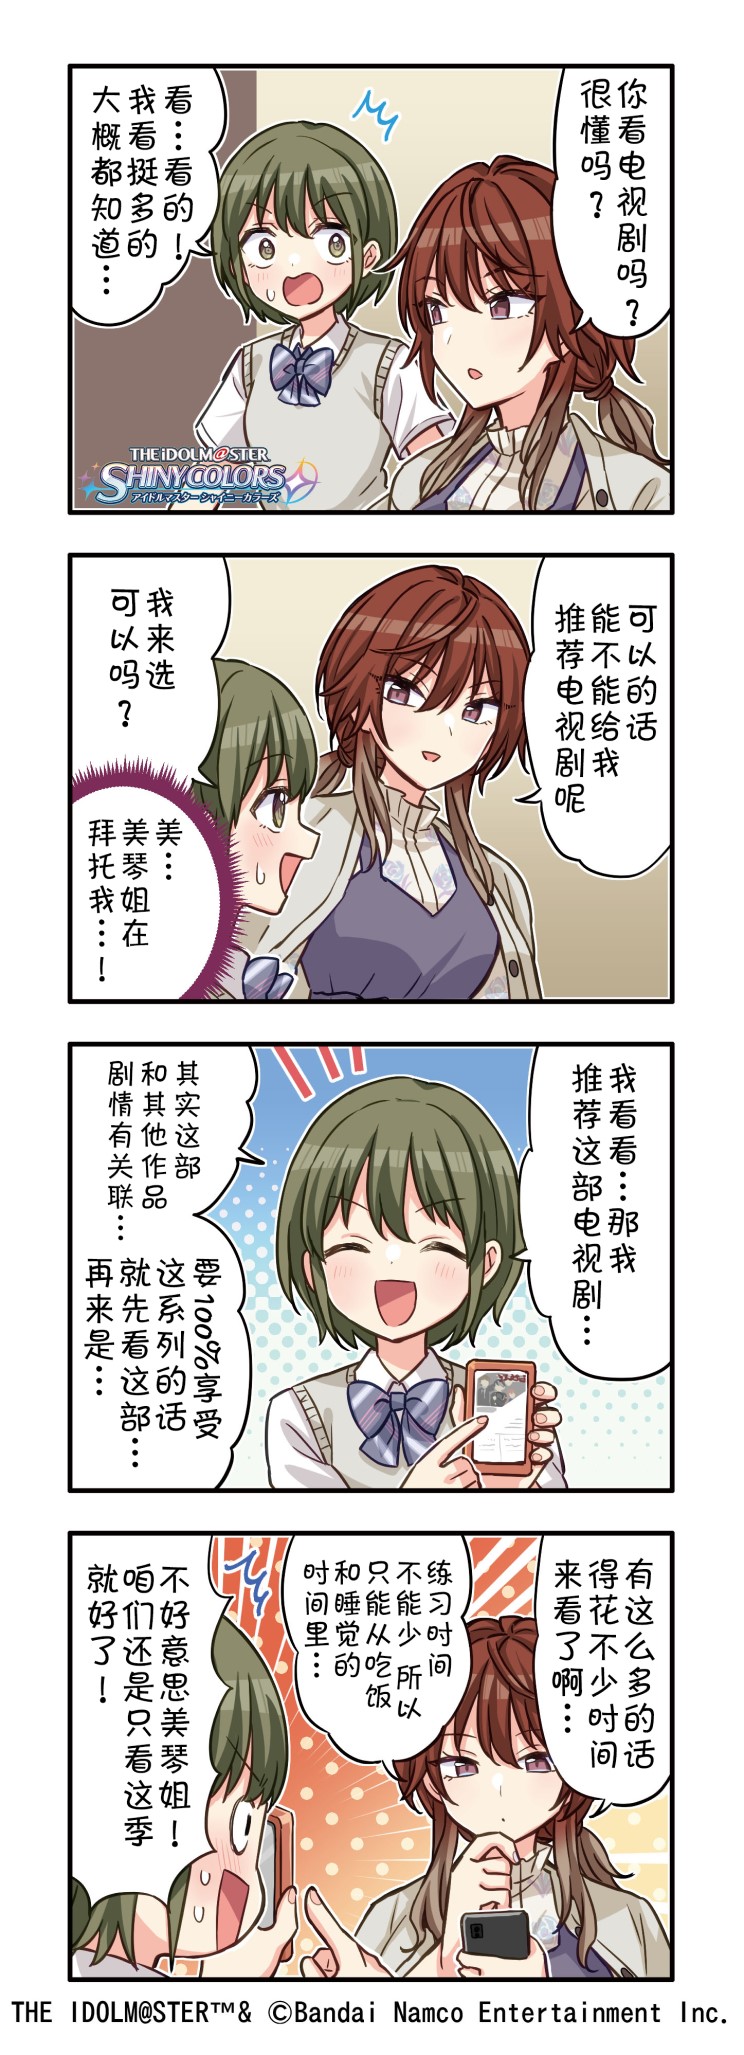 你看电视剧吗？
很懂吗？
看…看的！
我看挺多的
大概都知道…
THE iDOLM@STER
SHINY COLORS
アイドルマスター シャイニーカラーズ
可以的话
能不能给我
推荐电视剧呢
我来选
可以吗？
美…
美琴姐在
拜托我…！
我看看…那我
推荐这部电视剧…
其实这部
和其他作品
剧情有关联…
要100%享受
这系列的话
就先看这部…
再来是…
有这么多的话
得花不少时间
来看了啊…
练习时间
不能少 所以
只能从吃饭
和睡觉的
时间里…
不好意思美琴姐！
咱们还是只看这季
就好了！
THE IDOLM@STER™& ©Bandai Namco Entertainment Inc.